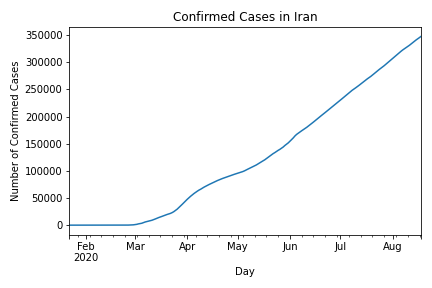 Confirmed Cases in Iran
Number of Confirmed Cases
350000
300000
250000
200000
150000
100000
50000
0
Feb Mar Apr May Jun Jul Aug
2020
Day